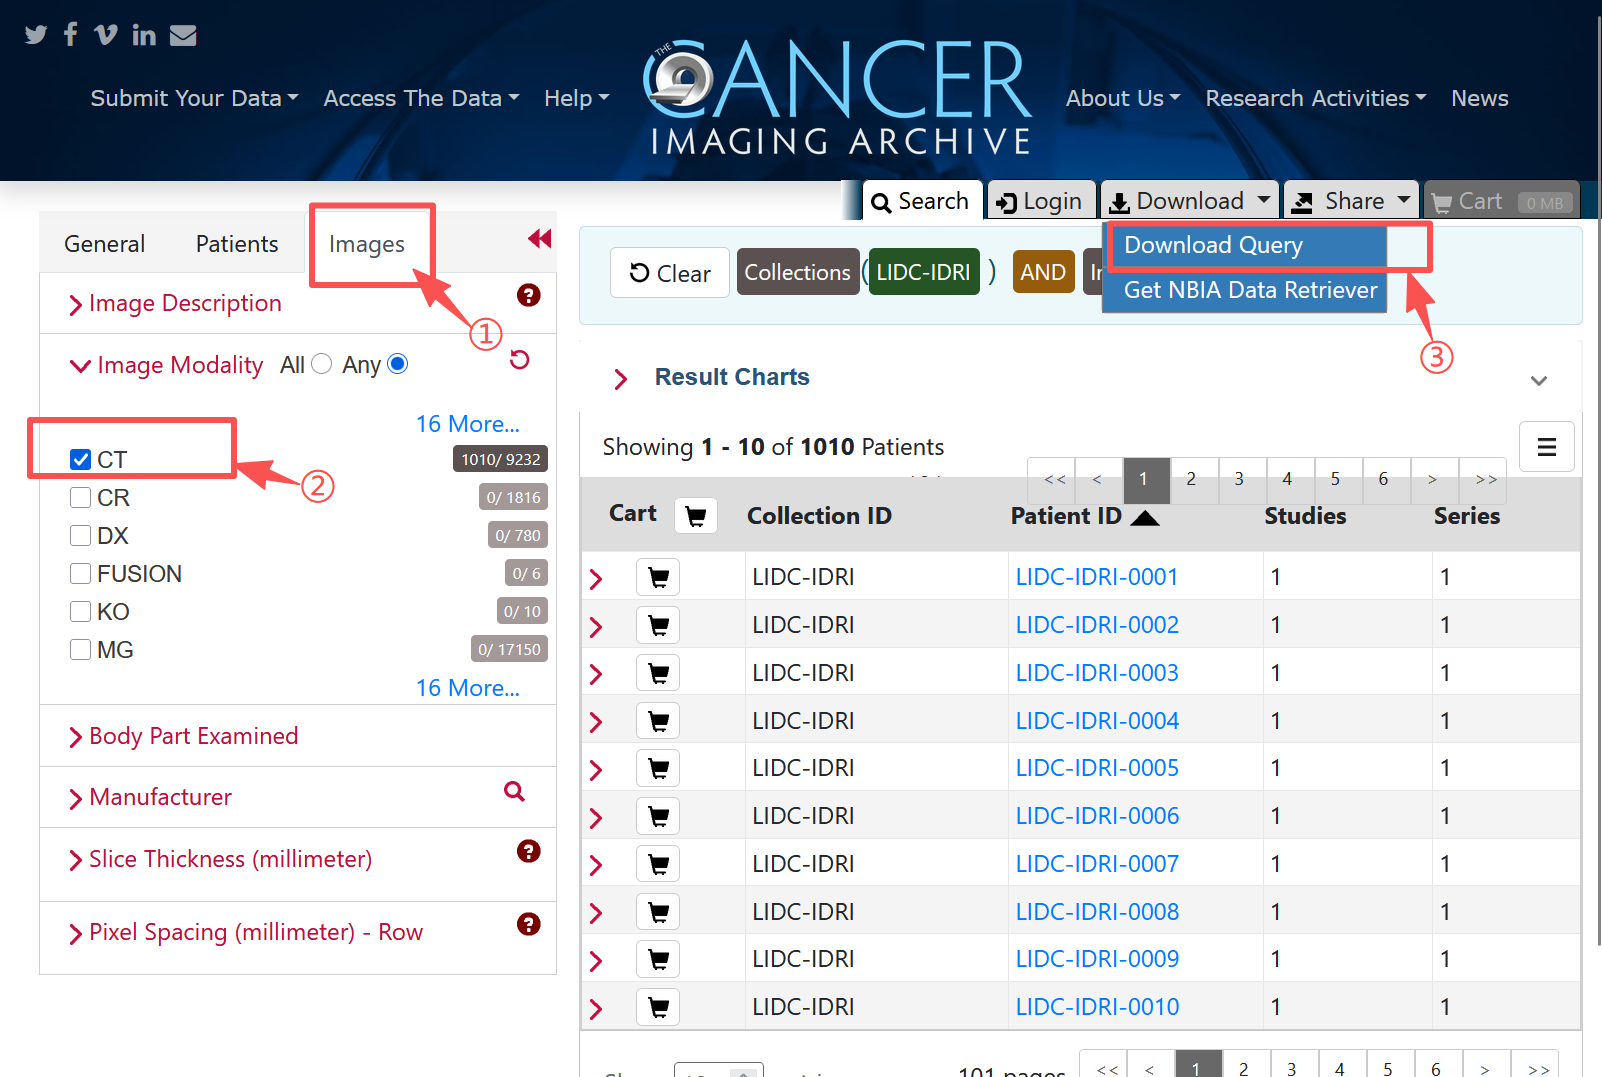 Submit Your Data
Access The Data
Help
THE
CANCER
IMAGING ARCHIVE
About Us
Research Activities
News
Search
Login
Download
Share
Cart
0 MB
General
Patients
Images
①
Clear
Collections
(
LIDC-IDRI
)
AND
Download Query
Get NBIA Data Retriever
③
Image Description
Image Modality
All
Any
16 More...
CT
1010/ 9232
②
CR
0/ 1816
DX
0/ 780
FUSION
0/ 6
KO
0/ 10
MG
0/ 17150
16 More...
Body Part Examined
Manufacturer
Slice Thickness (millimeter)
Pixel Spacing (millimeter) - Row
Result Charts
Showing 1 - 10 of 1010 Patients
<< < 1 2 3 4 5 6 > >>
Cart Collection ID Patient ID Studies Series
LIDC-IDRI LIDC-IDRI-0001 1 1
LIDC-IDRI LIDC-IDRI-0002 1 1
LIDC-IDRI LIDC-IDRI-0003 1 1
LIDC-IDRI LIDC-IDRI-0004 1 1
LIDC-IDRI LIDC-IDRI-0005 1 1
LIDC-IDRI LIDC-IDRI-0006 1 1
LIDC-IDRI LIDC-IDRI-0007 1 1
LIDC-IDRI LIDC-IDRI-0008 1 1
LIDC-IDRI LIDC-IDRI-0009 1 1
LIDC-IDRI LIDC-IDRI-0010 1 1
101 pages
<< < 1 2 3 4 5 6 > >>